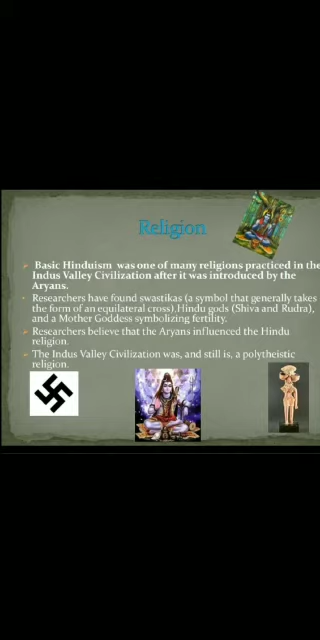 Religion
Basic Hinduism was one of many religions practiced in the
Indus Valley Civilization after it was introduced by the
Aryans.
Researchers have found swastikas (a symbol that generally takes
the form of an equilateral cross),Hindu gods (Shiva and Rudra),
and a Mother Goddess symbolizing fertility.
Researchers believe that the Aryans influenced the Hindu
religion.
The Indus Valley Civilization was, and still is, a polytheistic
religion.